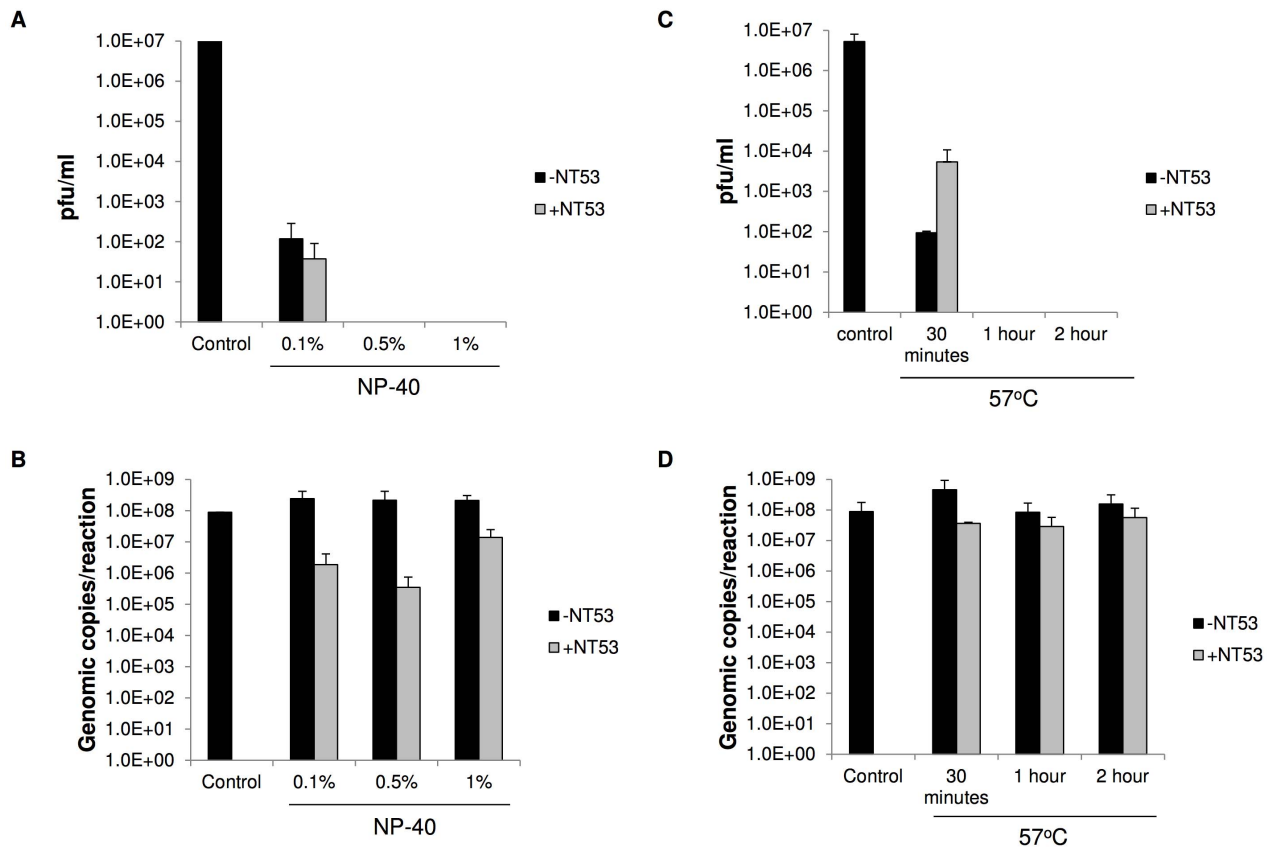 A
1.0E+07
1.0E+06
1.0E+05
1.0E+04
1.0E+03
1.0E+02
1.0E+01
1.0E+00
pfu/ml
Control 0.1% 0.5% 1%
NP-40
-NT53
+NT53
C
1.0E+07
1.0E+06
1.0E+05
1.0E+04
1.0E+03
1.0E+02
1.0E+01
1.0E+00
pfu/ml
control 30 1 hour 2 hour
minutes
57°C
-NT53
+NT53
B
1.0E+09
1.0E+08
1.0E+07
1.0E+06
1.0E+05
1.0E+04
1.0E+03
1.0E+02
1.0E+01
1.0E+00
Genomic copies/reaction
Control 0.1% 0.5% 1%
NP-40
-NT53
+NT53
D
1.0E+09
1.0E+08
1.0E+07
1.0E+06
1.0E+05
1.0E+04
1.0E+03
1.0E+02
1.0E+01
1.0E+00
Genomic copies/reaction
Control 30 1 hour 2 hour
minutes
57°C
-NT53
+NT53